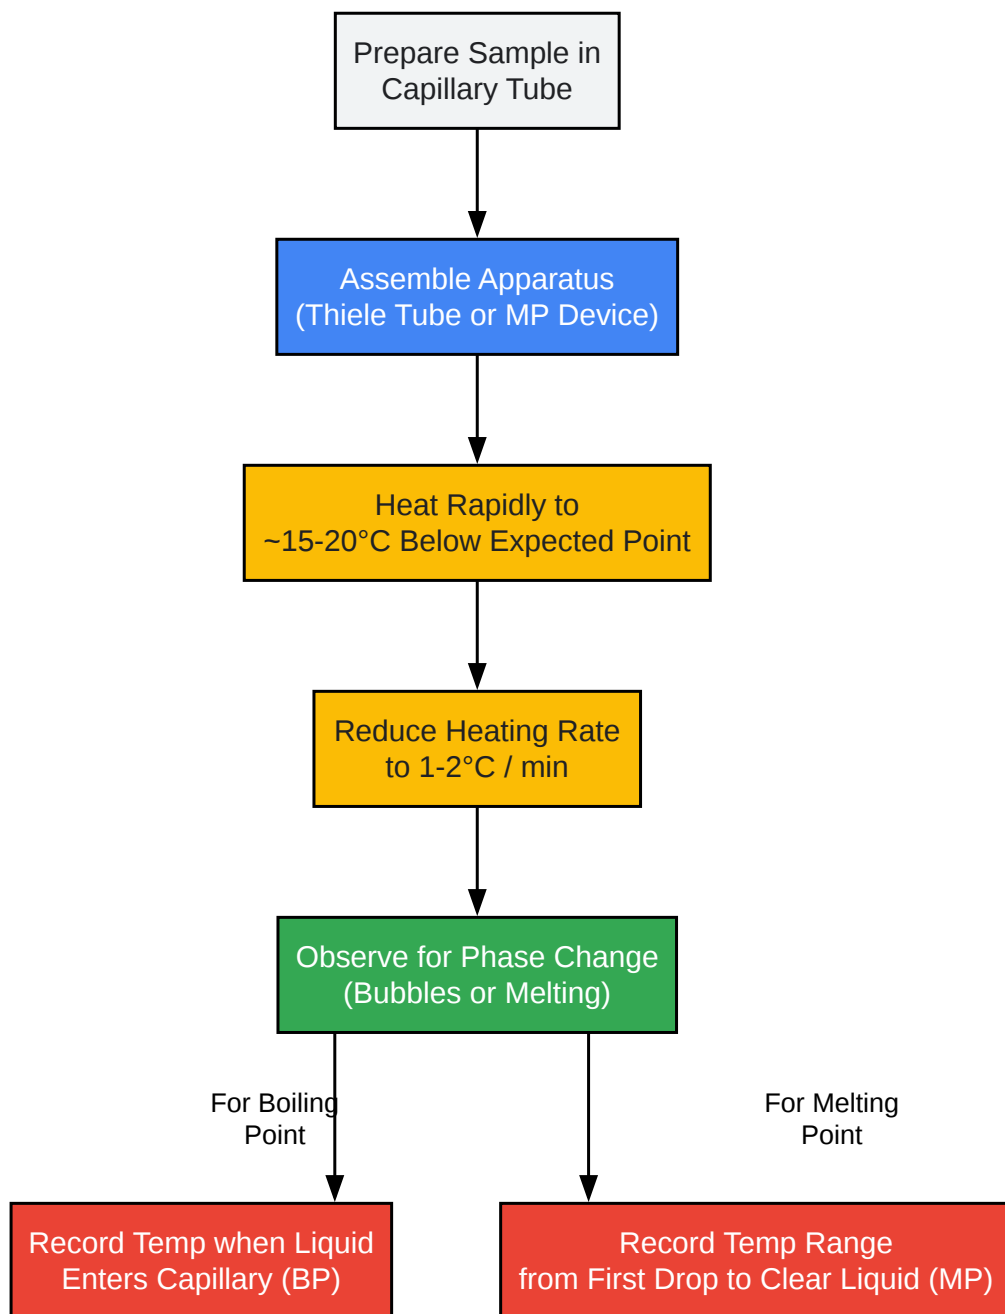 Prepare Sample in
Capillary Tube
Assemble Apparatus
(Thiele Tube or MP Device)
Heat Rapidly to
~15-20°C Below Expected Point
Reduce Heating Rate
to 1-2°C / min
Observe for Phase Change
(Bubbles or Melting)
For Boiling
Point
For Melting
Point
Record Temp when Liquid
Enters Capillary (BP)
Record Temp Range
from First Drop to Clear Liquid (MP)